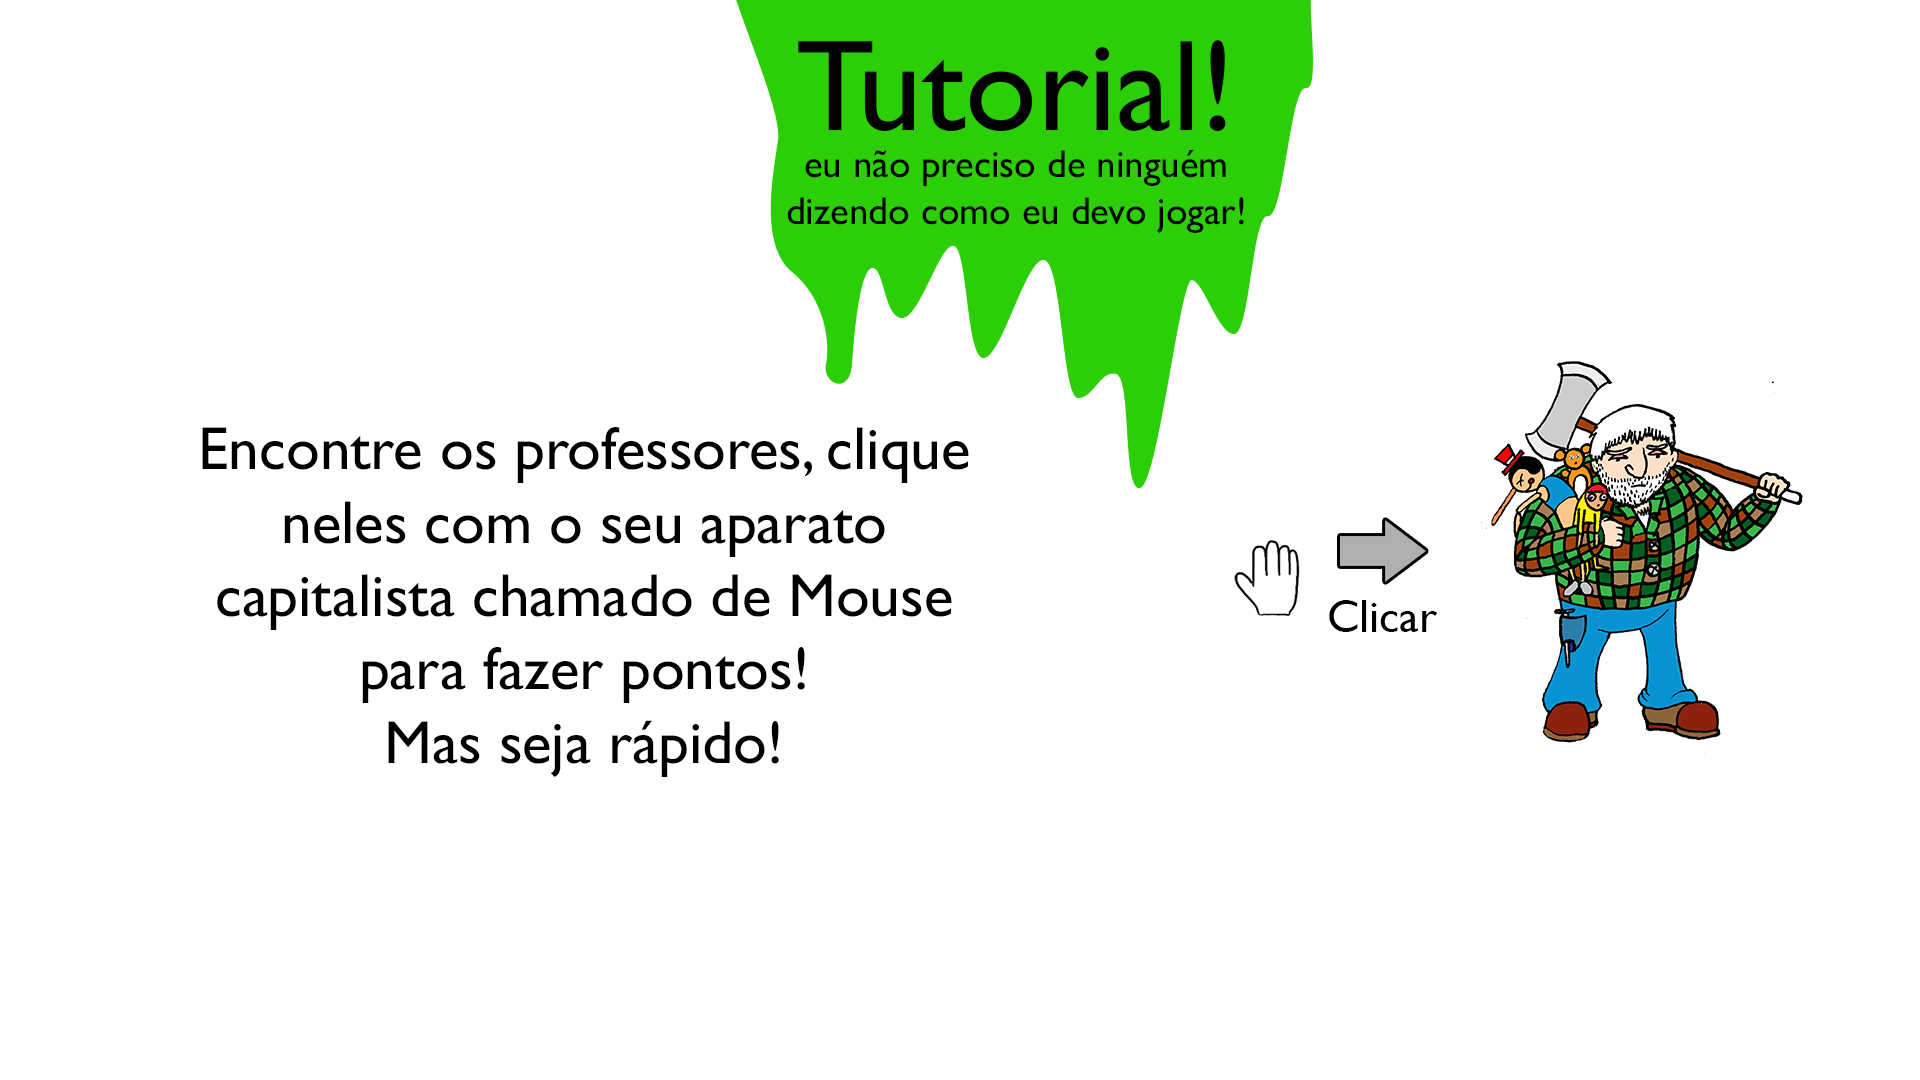 Tutorial!
eu não preciso de ninguém
dizendo como eu devo jogar!
Encontre os professores, clique
neles com o seu aparato
capitalista chamado de Mouse
para fazer pontos!
Mas seja rápido!
Clicar